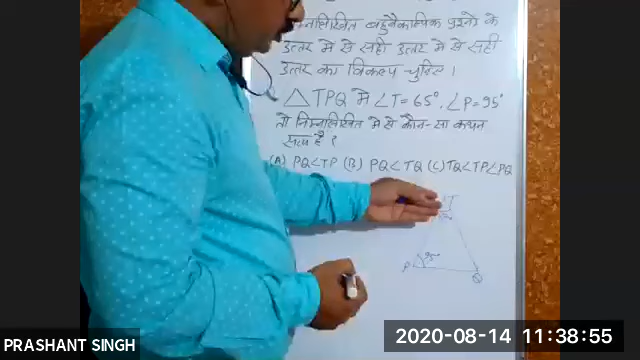 निम्नलिखित बहुवैकल्पिक प्रश्नो के
उत्तर मे से सही उत्तर मे से सही
उत्तर का विकल्प चुनिए।
△ TPQ मे ∠T = 65°, ∠P = 95°
तो निम्नलिखित मे से कौन-सा कथन
सत्य है ?
(A) PQ<TP (B) PQ< TQ (C) TQ<TP<PQ
T
95°
P
Q
PRASHANT SINGH
2020-08-14 11:38:55